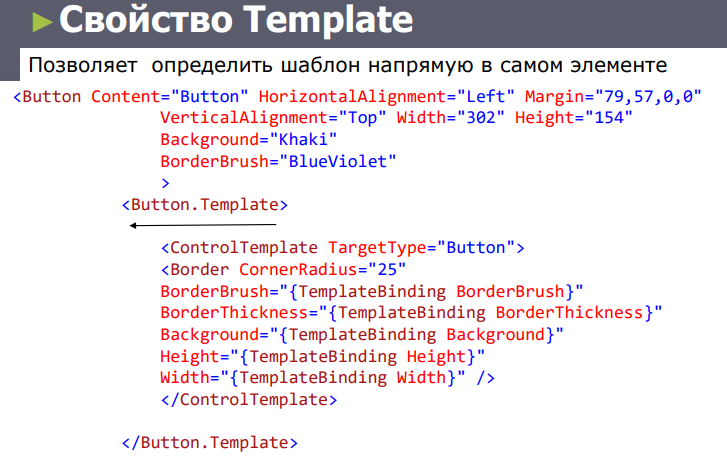 ►Свойство Template
Позволяет определить шаблон напрямую в самом элементе
<Button Content="Button" HorizontalAlignment="Left" Margin="79,57,0,0"
VerticalAlignment="Top" Width="302" Height="154"
Background="Khaki"
BorderBrush="BlueViolet"
>
<Button.Template>
<ControlTemplate TargetType="Button">
<Border CornerRadius="25"
BorderBrush="{TemplateBinding BorderBrush}"
BorderThickness="{TemplateBinding BorderThickness}"
Background="{TemplateBinding Background}"
Height="{TemplateBinding Height}"
Width="{TemplateBinding Width}" />
</ControlTemplate>
</Button.Template>